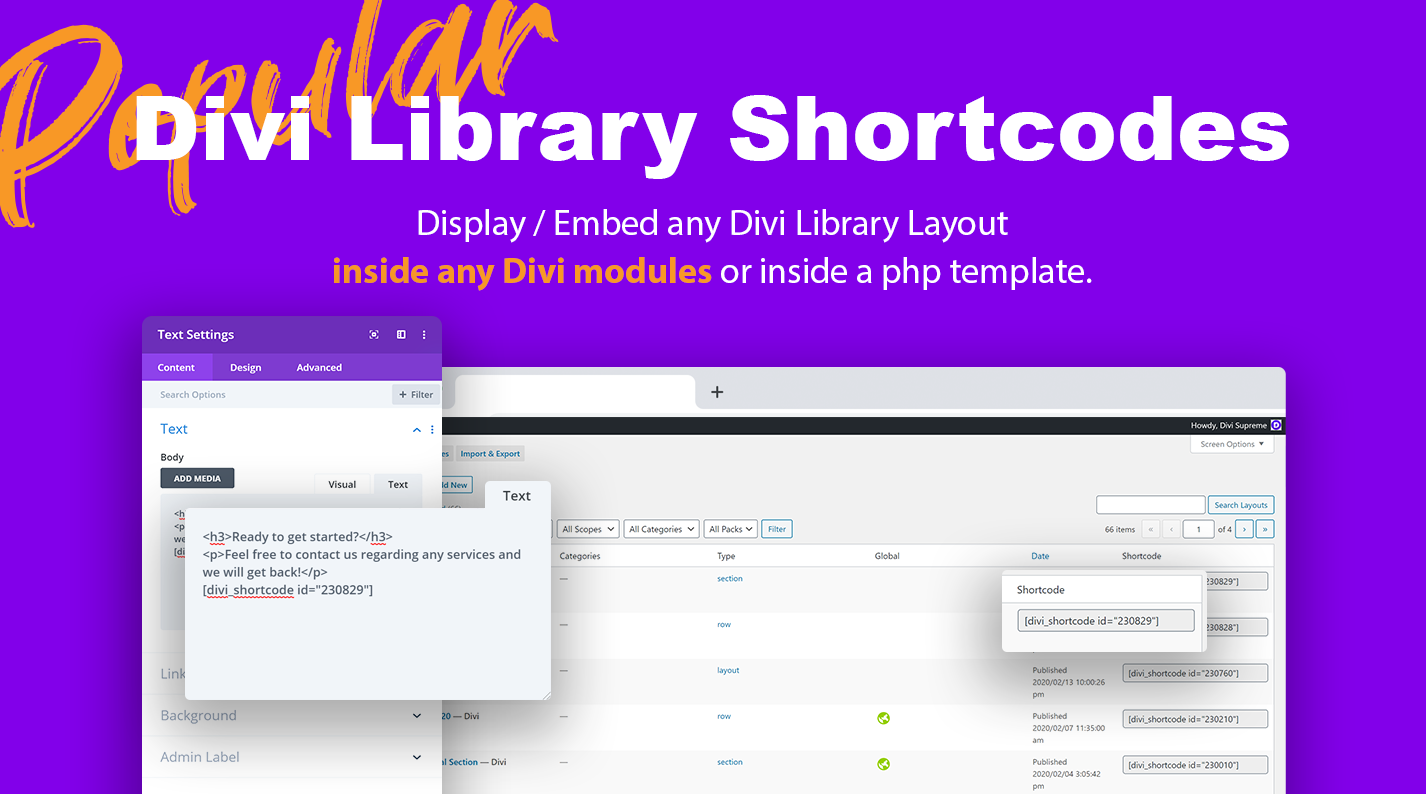 Popular
Divi Library Shortcodes
Display / Embed any Divi Library Layout
inside any Divi modules or inside a php template.
Text Settings
Content Design Advanced
Search Options + Filter
Text
Body
ADD MEDIA
Visual Text
Text
<h3>Ready to get started?</h3>
<p>Feel free to contact us regarding any services and
we will get back!</p>
[divi_shortcode id="230829"]
Background
Admin Label
+
Howdy, Divi Supreme
Screen Options
Import & Export
Search Layouts
All Scopes All Categories All Packs Filter
66 items « ‹ 1 of 4 › »
Categories Type Global Date Shortcode
— section
Shortcode
[divi_shortcode id="230829"]
— row
— layout Published [divi_shortcode id="230760"]
2020/02/13 10:00:26
pm
20 — Divi — row Published [divi_shortcode id="230210"]
2020/02/07 11:35:00
am
Section — Divi — section Published [divi_shortcode id="230010"]
2020/02/04 3:05:42
pm